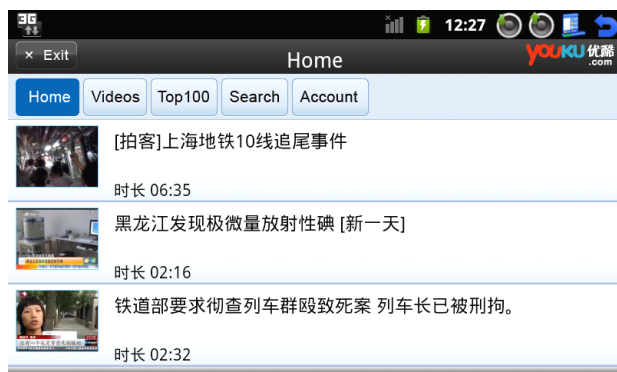 3G
12:27
× Exit
Home
YOUKU 优酷
.com
Home Videos Top100 Search Account
[拍客]上海地铁10线追尾事件
时长 06:35
黑龙江发现极微量放射性碘 [新一天]
时长 02:16
铁道部要求彻查列车群殴致死案 列车长已被刑拘。
时长 02:32